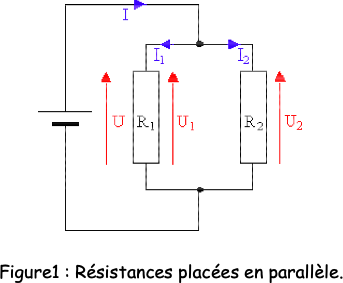 I
I₁ I₂
U R₁ U₁ R₂ U₂
Figure1 : Résistances placées en parallèle.